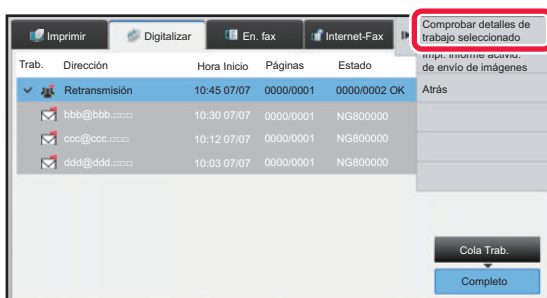 Imprimir
Digitalizar
En. fax
Internet-Fax
Comprobar detalles de
trabajo seleccionado
Impr. informe activid.
de envío de imágenes
Atrás
Trab. Dirección Hora Inicio Páginas Estado
Retransmisión 10:45 07/07 0000/0001 0000/0002 OK
bbb@bbb.□□□ 10:30 07/07 0000/0001 NG800000
ccc@ccc.□□□ 10:12 07/07 0000/0001 NG800000
ddd@ddd.□□□ 10:03 07/07 0000/0001 NG800000
Cola Trab.
Completo